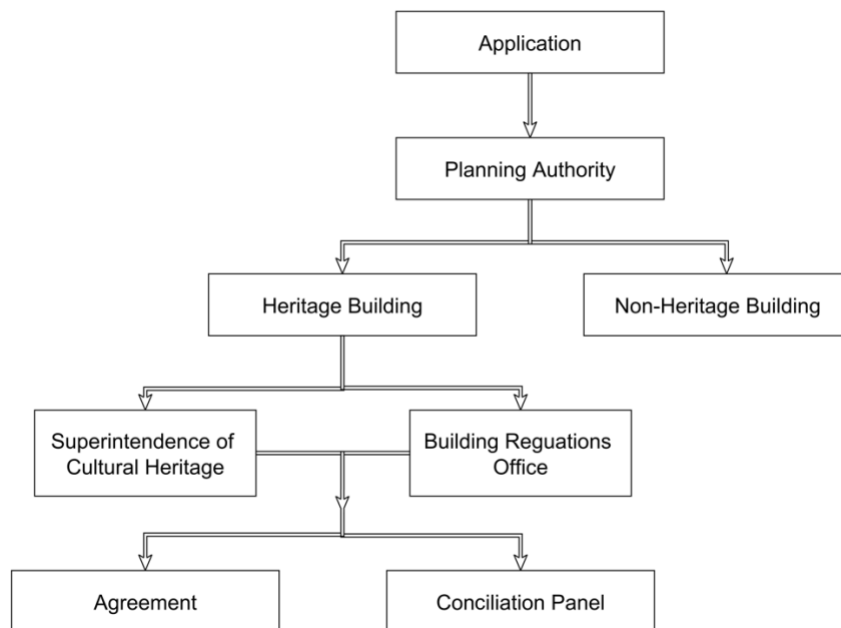 Application
Planning Authority
Heritage Building
Non-Heritage Building
Superintendence of
Cultural Heritage
Building Reguations
Office
Agreement
Conciliation Panel